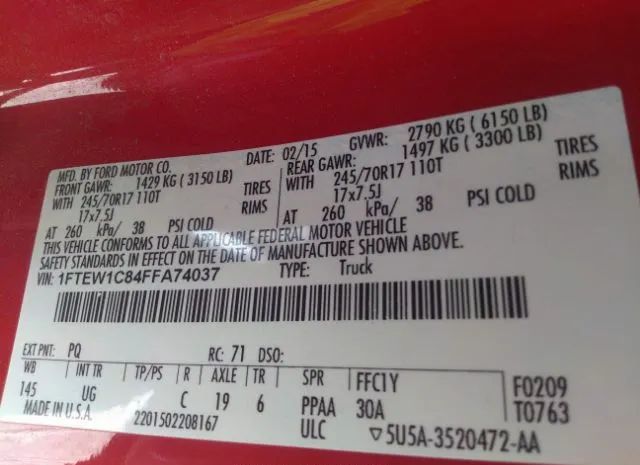 MFD. BY FORD MOTOR CO.
DATE: 02/15 GVWR: 2790 KG ( 6150 LB)
FRONT GAWR: 1429 KG ( 3150 LB) REAR GAWR: 1497 KG ( 3300 LB)
WITH 245/70R17 110T TIRES WITH 245/70R17 110T TIRES
17x7.5J RIMS 17x7.5J RIMS
AT 260 kPa/ 38 PSI COLD AT 260 kPa/ 38 PSI COLD
THIS VEHICLE CONFORMS TO ALL APPLICABLE FEDERAL MOTOR VEHICLE
SAFETY STANDARDS IN EFFECT ON THE DATE OF MANUFACTURE SHOWN ABOVE.
VIN: 1FTEW1C84FFA74037 TYPE: Truck
EXT PNT: PQ RC: 71 DSO:
WB INT TR TP/PS R AXLE TR SPR FFC1Y F0209
145 UG C 19 6 PPAA 30A T0763
MADE IN U.S.A. 2201502208167 ULC ▽5U5A-3520472-AA